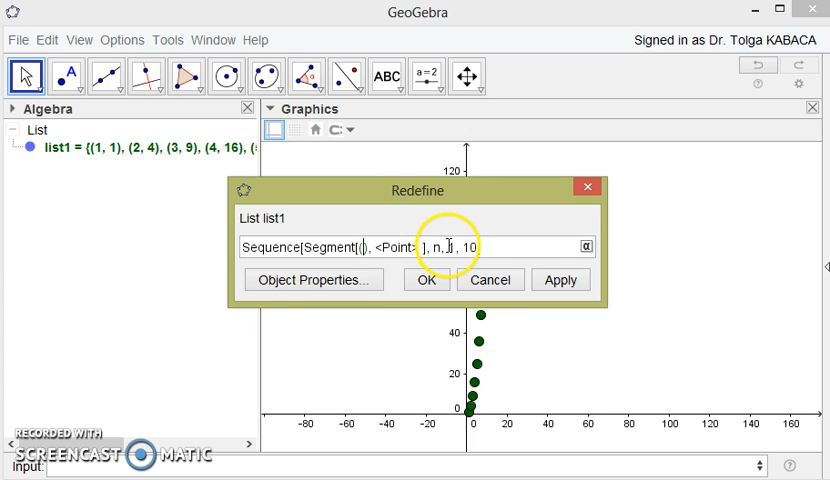 GeoGebra
File Edit View Options Tools Window Help
Signed in as Dr. Tolga KABACA
ABC
a = 2
Algebra
Graphics
List
list1 = {(1, 1), (2, 4), (3, 9), (4, 16), (
120
Redefine
List list1
Sequence[Segment[(), <Point> ], n, 1, 10
α
Object Properties...
OK
Cancel
Apply
40
20
0
-80 -60 -40 -20 0 20 40 60 80 100 120 140 160
RECORDED WITH
SCREENCAST MATIC
Input: